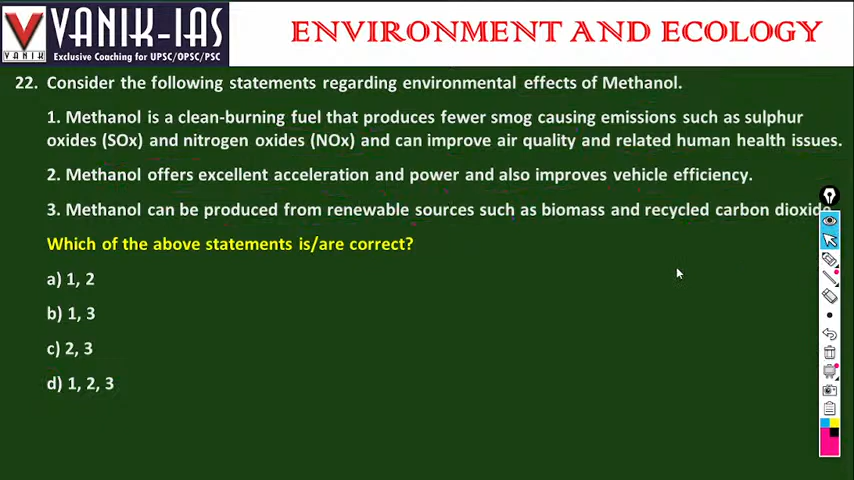 VANIK-IAS
VANIK
Exclusive Coaching for UPSC/OPSC/PSC
ENVIRONMENT AND ECOLOGY
22. Consider the following statements regarding environmental effects of Methanol.
1. Methanol is a clean-burning fuel that produces fewer smog causing emissions such as sulphur
oxides (SOx) and nitrogen oxides (NOx) and can improve air quality and related human health issues.
2. Methanol offers excellent acceleration and power and also improves vehicle efficiency.
3. Methanol can be produced from renewable sources such as biomass and recycled carbon dioxid
Which of the above statements is/are correct?
a) 1, 2
b) 1, 3
c) 2, 3
d) 1, 2, 3